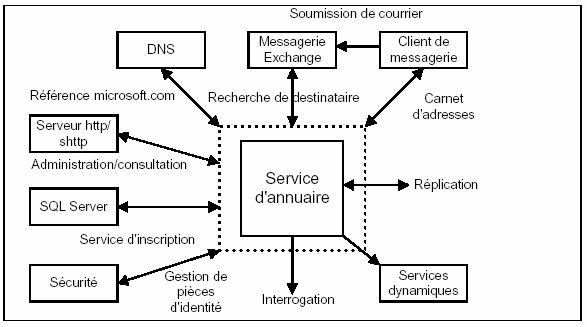 Soumission de courrier
DNS
Messagerie
Exchange
Client de
messagerie
Référence microsoft.com
Recherche de destinataire
Carnet
d'adresses
Serveur http/
shttp
Administration/consultation
Service
d'annuaire
Réplication
SQL Server
Service d'inscription
Sécurité
Gestion de
pièces
d'identité
Interrogation
Services
dynamiques